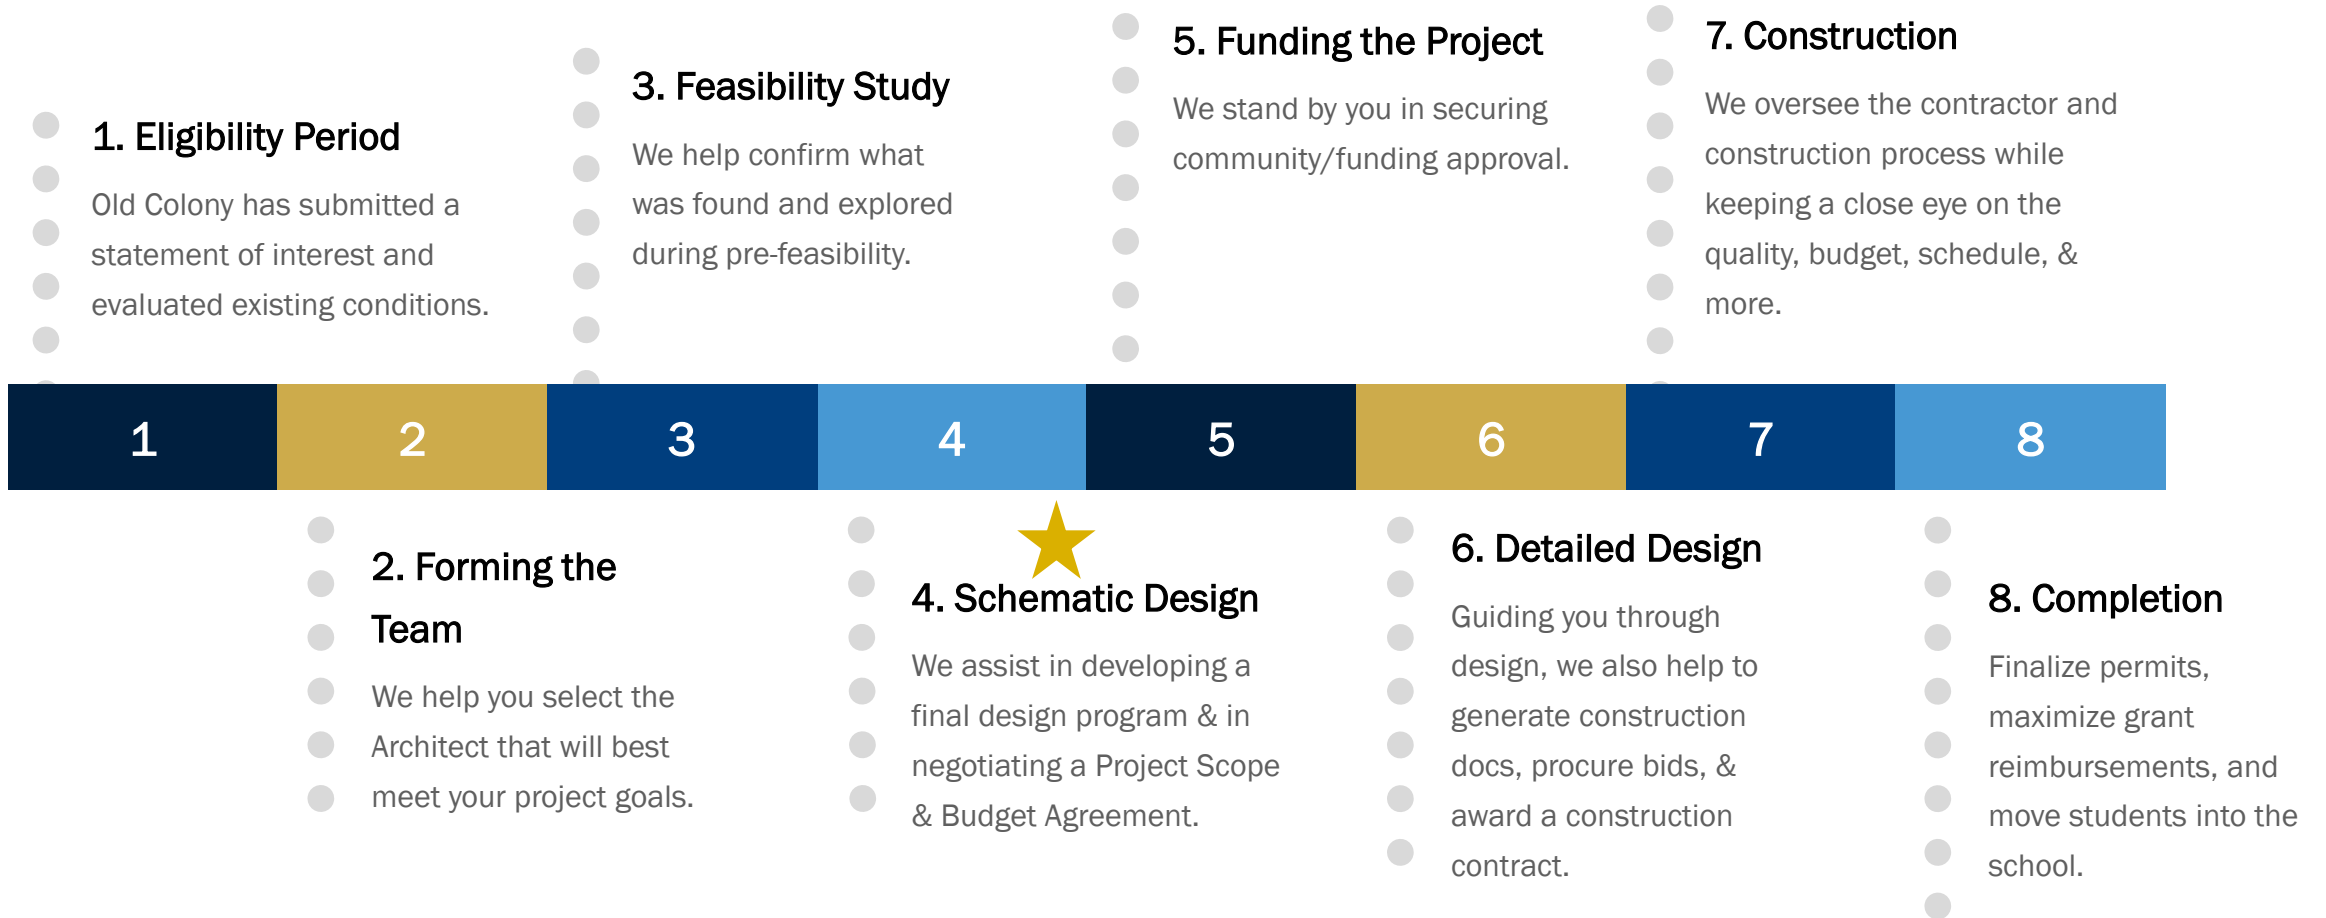 1. Eligibility Period
Old Colony has submitted a
statement of interest and
evaluated existing conditions.
3. Feasibility Study
We help confirm what
was found and explored
during pre-feasibility.
5. Funding the Project
We stand by you in securing
community/funding approval.
7. Construction
We oversee the contractor and
construction process while
keeping a close eye on the
quality, budget, schedule, &
more.
1
2
3
4
5
6
7
8
2. Forming the
Team
We help you select the
Architect that will best
meet your project goals.
4. Schematic Design
We assist in developing a
final design program & in
negotiating a Project Scope
& Budget Agreement.
6. Detailed Design
Guiding you through
design, we also help to
generate construction
docs, procure bids, &
award a construction
contract.
8. Completion
Finalize permits,
maximize grant
reimbursements, and
move students into the
school.